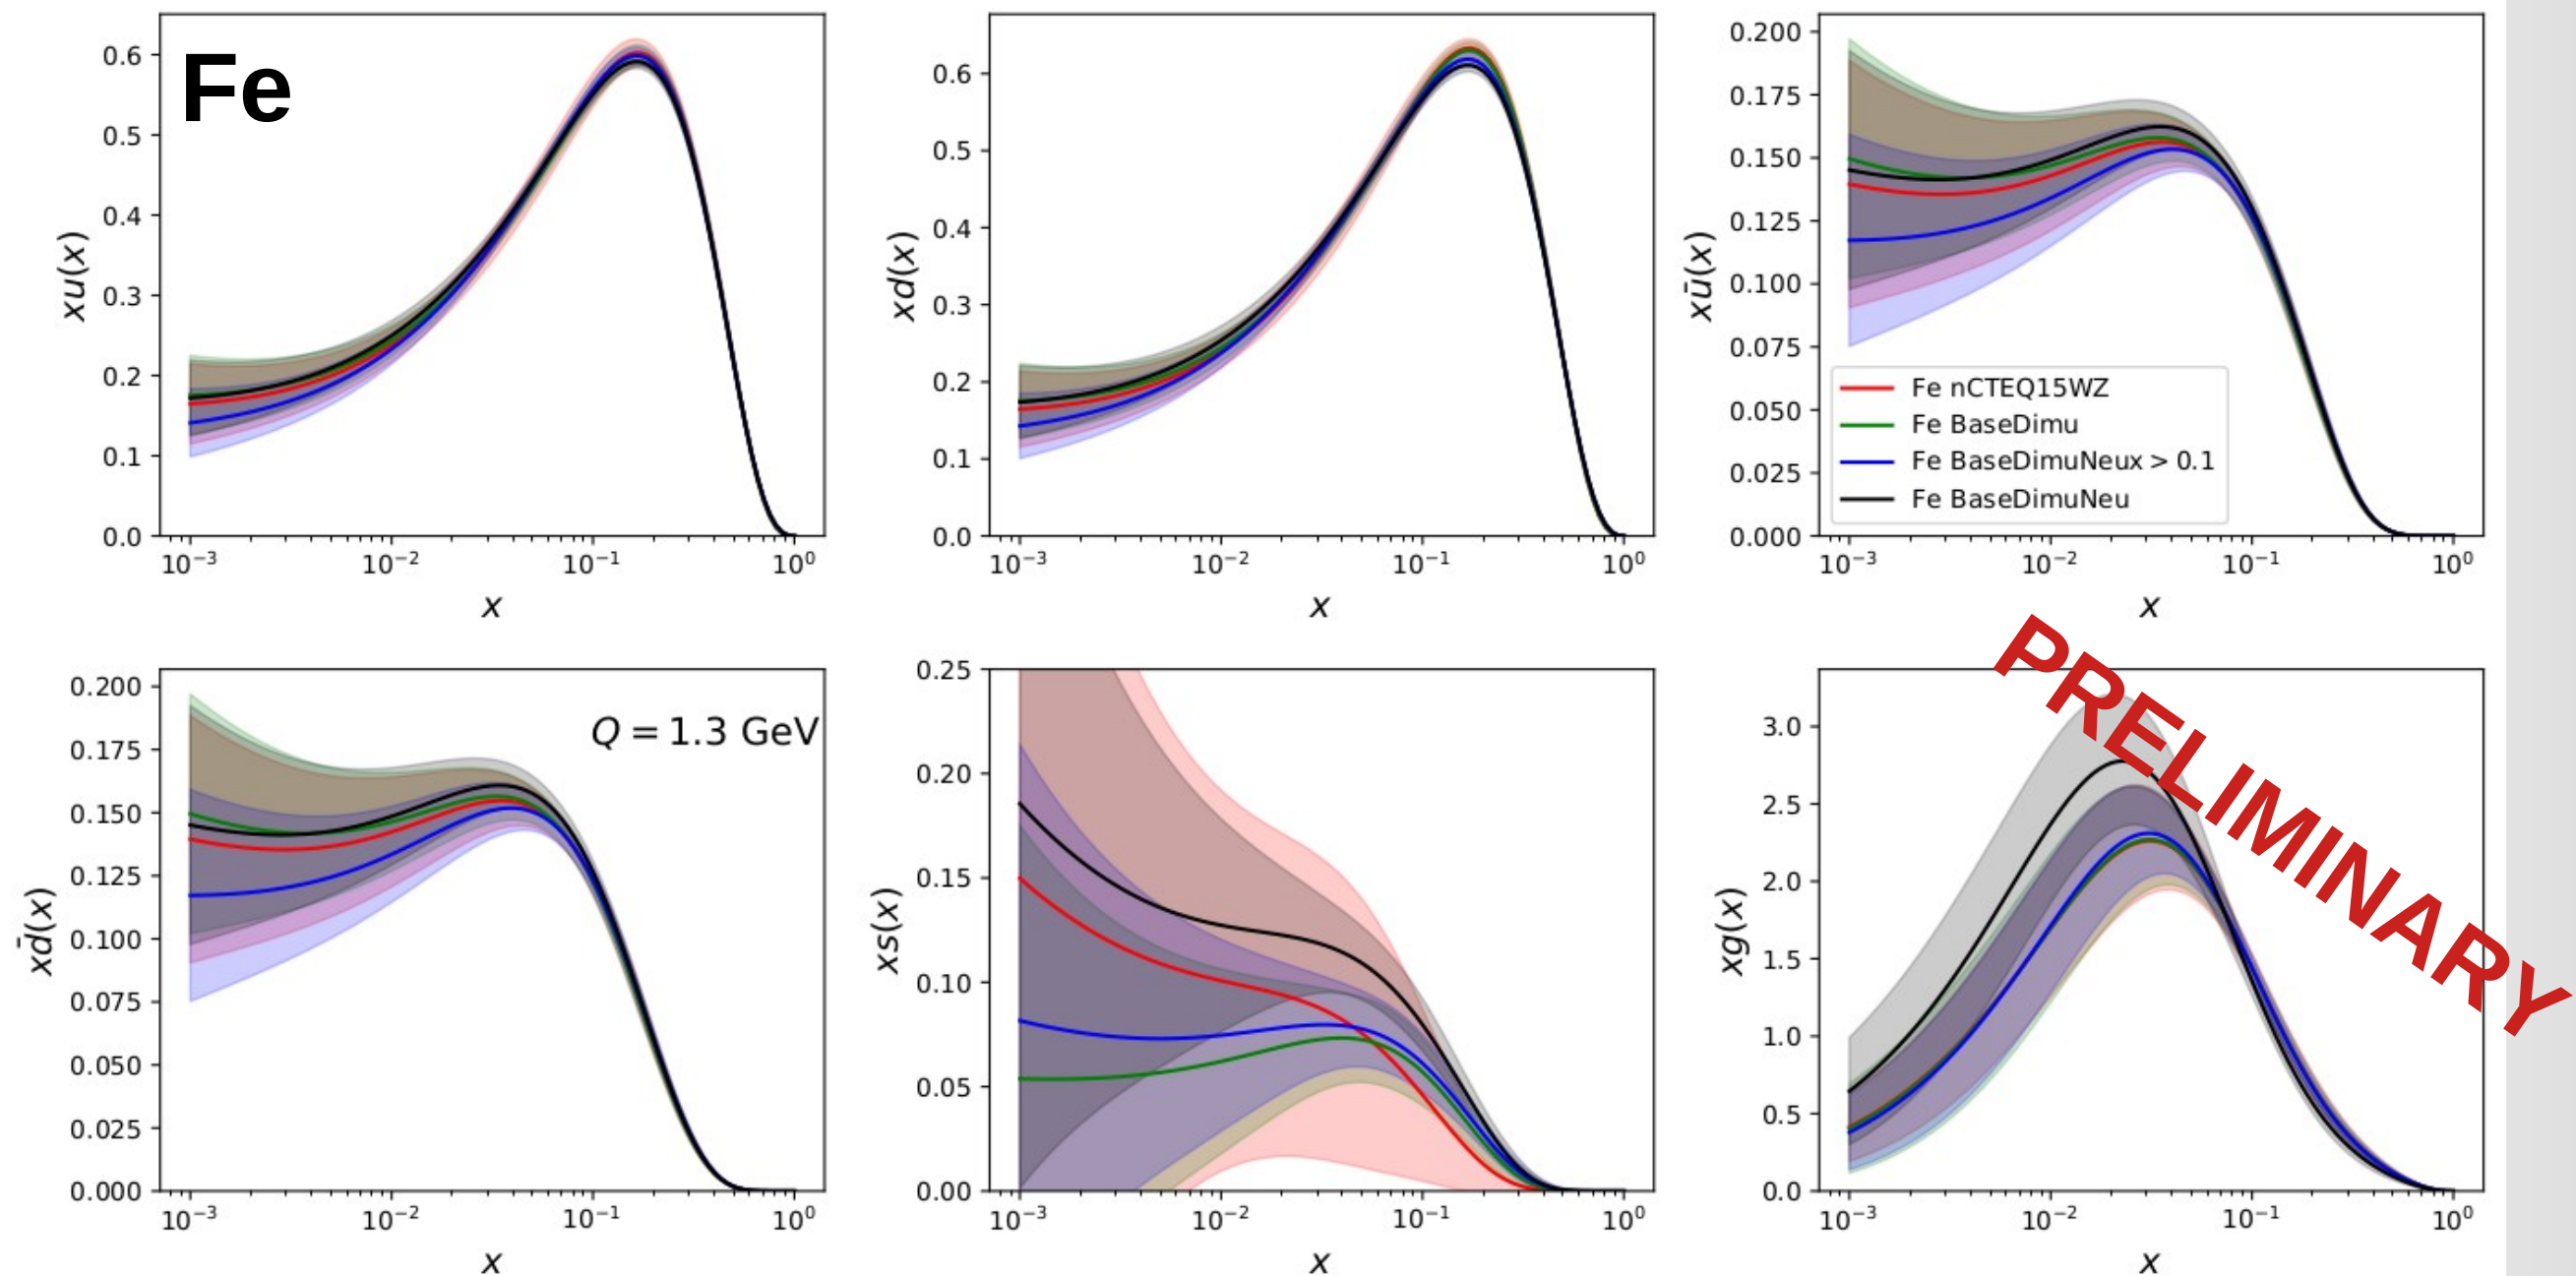 Fe
xu(x)
0.6
0.5
0.4
0.3
0.2
0.1
0.0
10⁻³ 10⁻² 10⁻¹ 10⁰
x
xd(x)
0.6
0.5
0.4
0.3
0.2
0.1
0.0
10⁻³ 10⁻² 10⁻¹ 10⁰
x
xū(x)
0.200
0.175
0.150
0.125
0.100
0.075
0.050
0.025
0.000
Fe nCTEQ15WZ
Fe BaseDimu
Fe BaseDimuNeux > 0.1
Fe BaseDimuNeu
10⁻³ 10⁻² 10⁻¹ 10⁰
x
xd̄(x)
0.200
0.175
0.150
0.125
0.100
0.075
0.050
0.025
0.000
Q = 1.3 GeV
10⁻³ 10⁻² 10⁻¹ 10⁰
x
xs(x)
0.25
0.20
0.15
0.10
0.05
0.00
10⁻³ 10⁻² 10⁻¹ 10⁰
x
xg(x)
3.0
2.5
2.0
1.5
1.0
0.5
0.0
10⁻³ 10⁻² 10⁻¹ 10⁰
x
PRELIMINARY